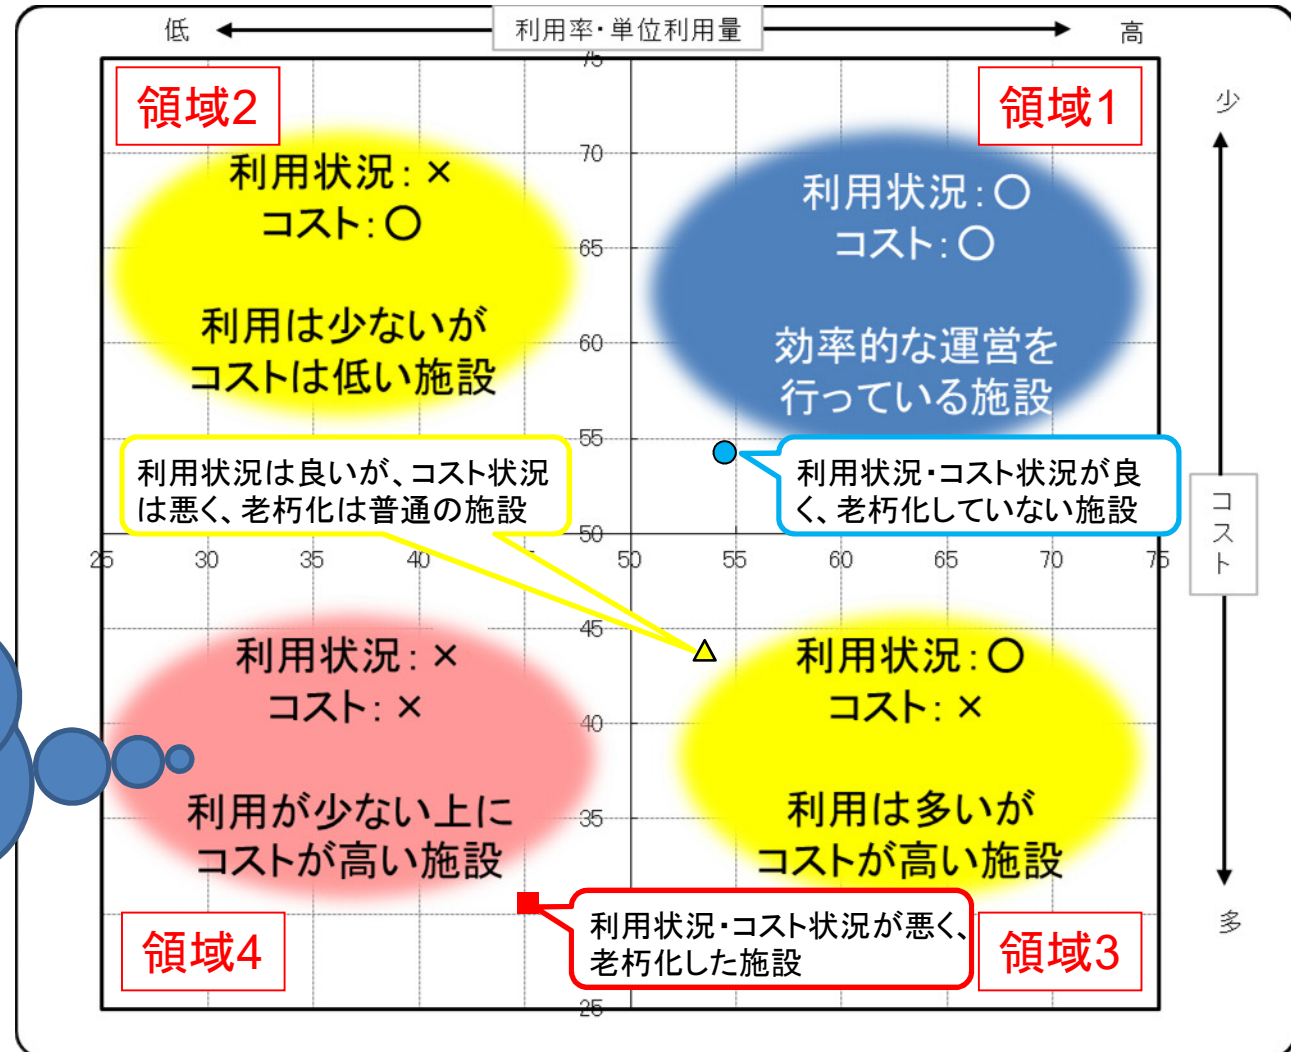 低
利用率・単位利用量
高
75
領域2
領域1
少
70
利用状況：×
コスト：○
利用状況：○
コスト：○
65
利用は少ないが
コストは低い施設
60
効率的な運営を
行っている施設
55
利用状況は良いが、コスト状況
は悪く、老朽化は普通の施設
利用状況・コスト状況が良
く、老朽化していない施設
コスト
50
25 30 35 40 50 55 60 65 70 75
45
利用状況：×
コスト：×
利用状況：○
コスト：×
40
利用が少ない上に
コストが高い施設
35
利用は多いが
コストが高い施設
利用状況・コスト状況が悪く、
老朽化した施設
多
領域4
領域3
25